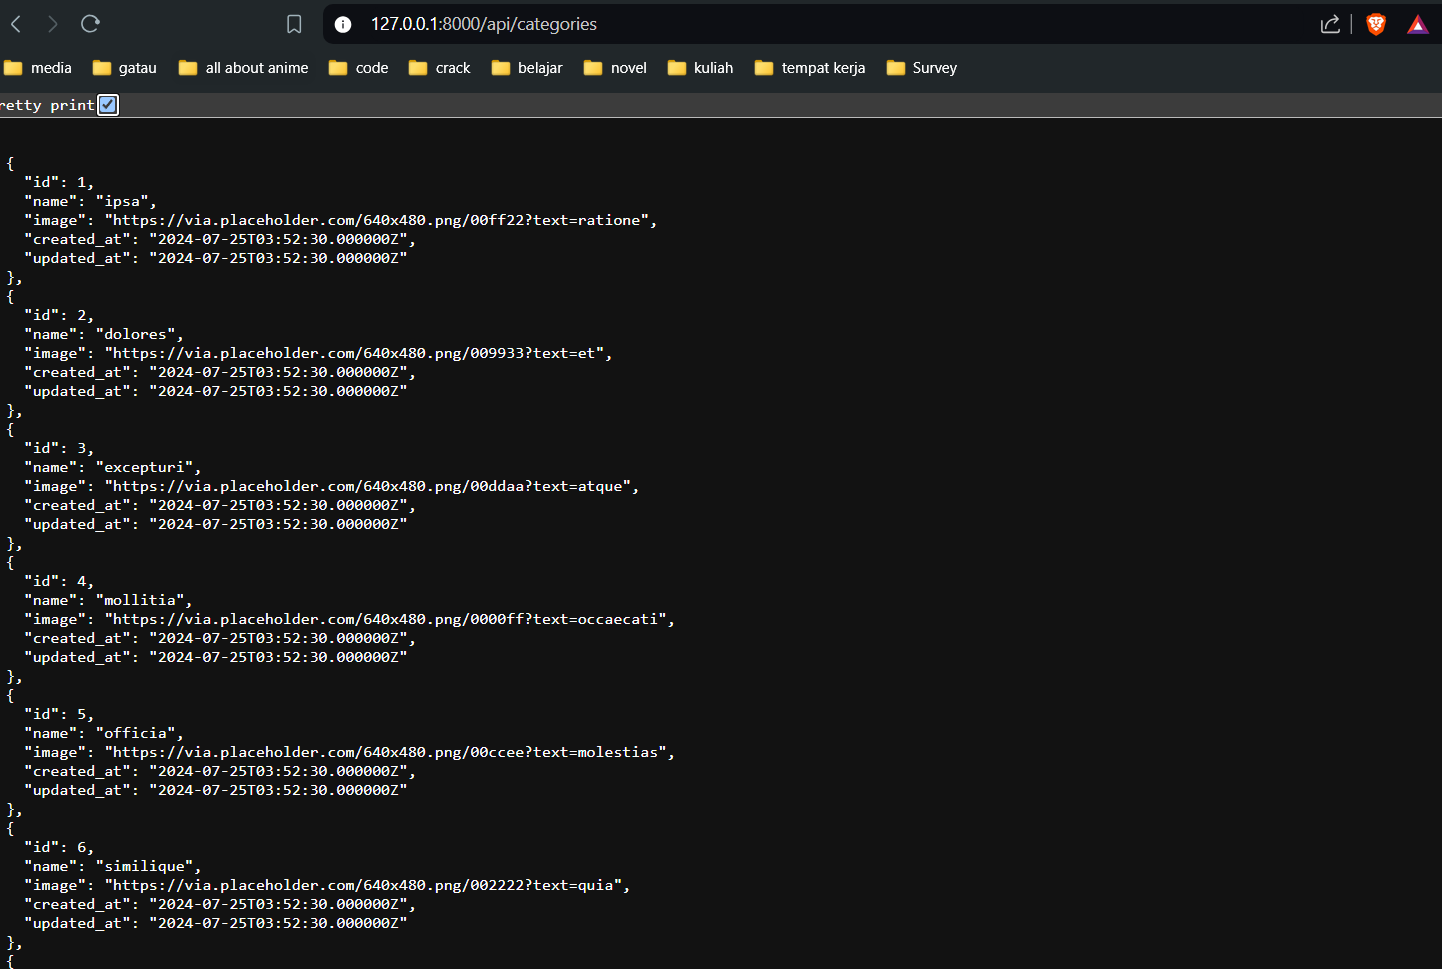 127.0.0.1:8000/api/categories
media gatau all about anime code crack belajar novel kuliah tempat kerja Survey
retty print
{
"id": 1,
"name": "ipsa",
"image": "https://via.placeholder.com/640x480.png/00ff22?text=ratione",
"created_at": "2024-07-25T03:52:30.000000Z",
"updated_at": "2024-07-25T03:52:30.000000Z"
},
{
"id": 2,
"name": "dolores",
"image": "https://via.placeholder.com/640x480.png/009933?text=et",
"created_at": "2024-07-25T03:52:30.000000Z",
"updated_at": "2024-07-25T03:52:30.000000Z"
},
{
"id": 3,
"name": "excepturi",
"image": "https://via.placeholder.com/640x480.png/00ddaa?text=atque",
"created_at": "2024-07-25T03:52:30.000000Z",
"updated_at": "2024-07-25T03:52:30.000000Z"
},
{
"id": 4,
"name": "mollitia",
"image": "https://via.placeholder.com/640x480.png/0000ff?text=occaecati",
"created_at": "2024-07-25T03:52:30.000000Z",
"updated_at": "2024-07-25T03:52:30.000000Z"
},
{
"id": 5,
"name": "officia",
"image": "https://via.placeholder.com/640x480.png/00ccee?text=molestias",
"created_at": "2024-07-25T03:52:30.000000Z",
"updated_at": "2024-07-25T03:52:30.000000Z"
},
{
"id": 6,
"name": "similique",
"image": "https://via.placeholder.com/640x480.png/002222?text=quia",
"created_at": "2024-07-25T03:52:30.000000Z",
"updated_at": "2024-07-25T03:52:30.000000Z"
},
{